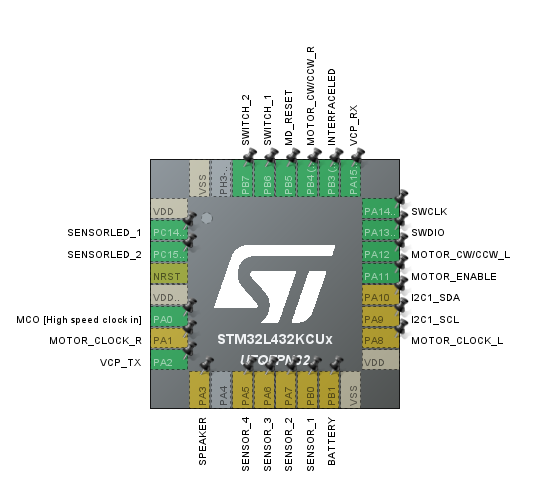 SWITCH_2
SWITCH_1
MD_RESET
MOTOR_CW/CCW_R
INTERFACELED
VCP_RX
VSS
PH3-..
PB7
PB6
PB5
PB4 (..
PB3 (..
PA15..
VDD
PC14..
PC15..
NRST
VDD..
PA0
PA1
PA2
SENSORLED_1
SENSORLED_2
MCO [High speed clock in]
MOTOR_CLOCK_R
VCP_TX
PA14..
PA13..
PA12
PA11
PA10
PA9
PA8
VDD
SWCLK
SWDIO
MOTOR_CW/CCW_L
MOTOR_ENABLE
I2C1_SDA
I2C1_SCL
MOTOR_CLOCK_L
STM32L432KCUx
UFQFPN32
PA3
PA4
PA5
PA6
PA7
PB0
PB1
VSS
SPEAKER
SENSOR_4
SENSOR_3
SENSOR_2
SENSOR_1
BATTERY